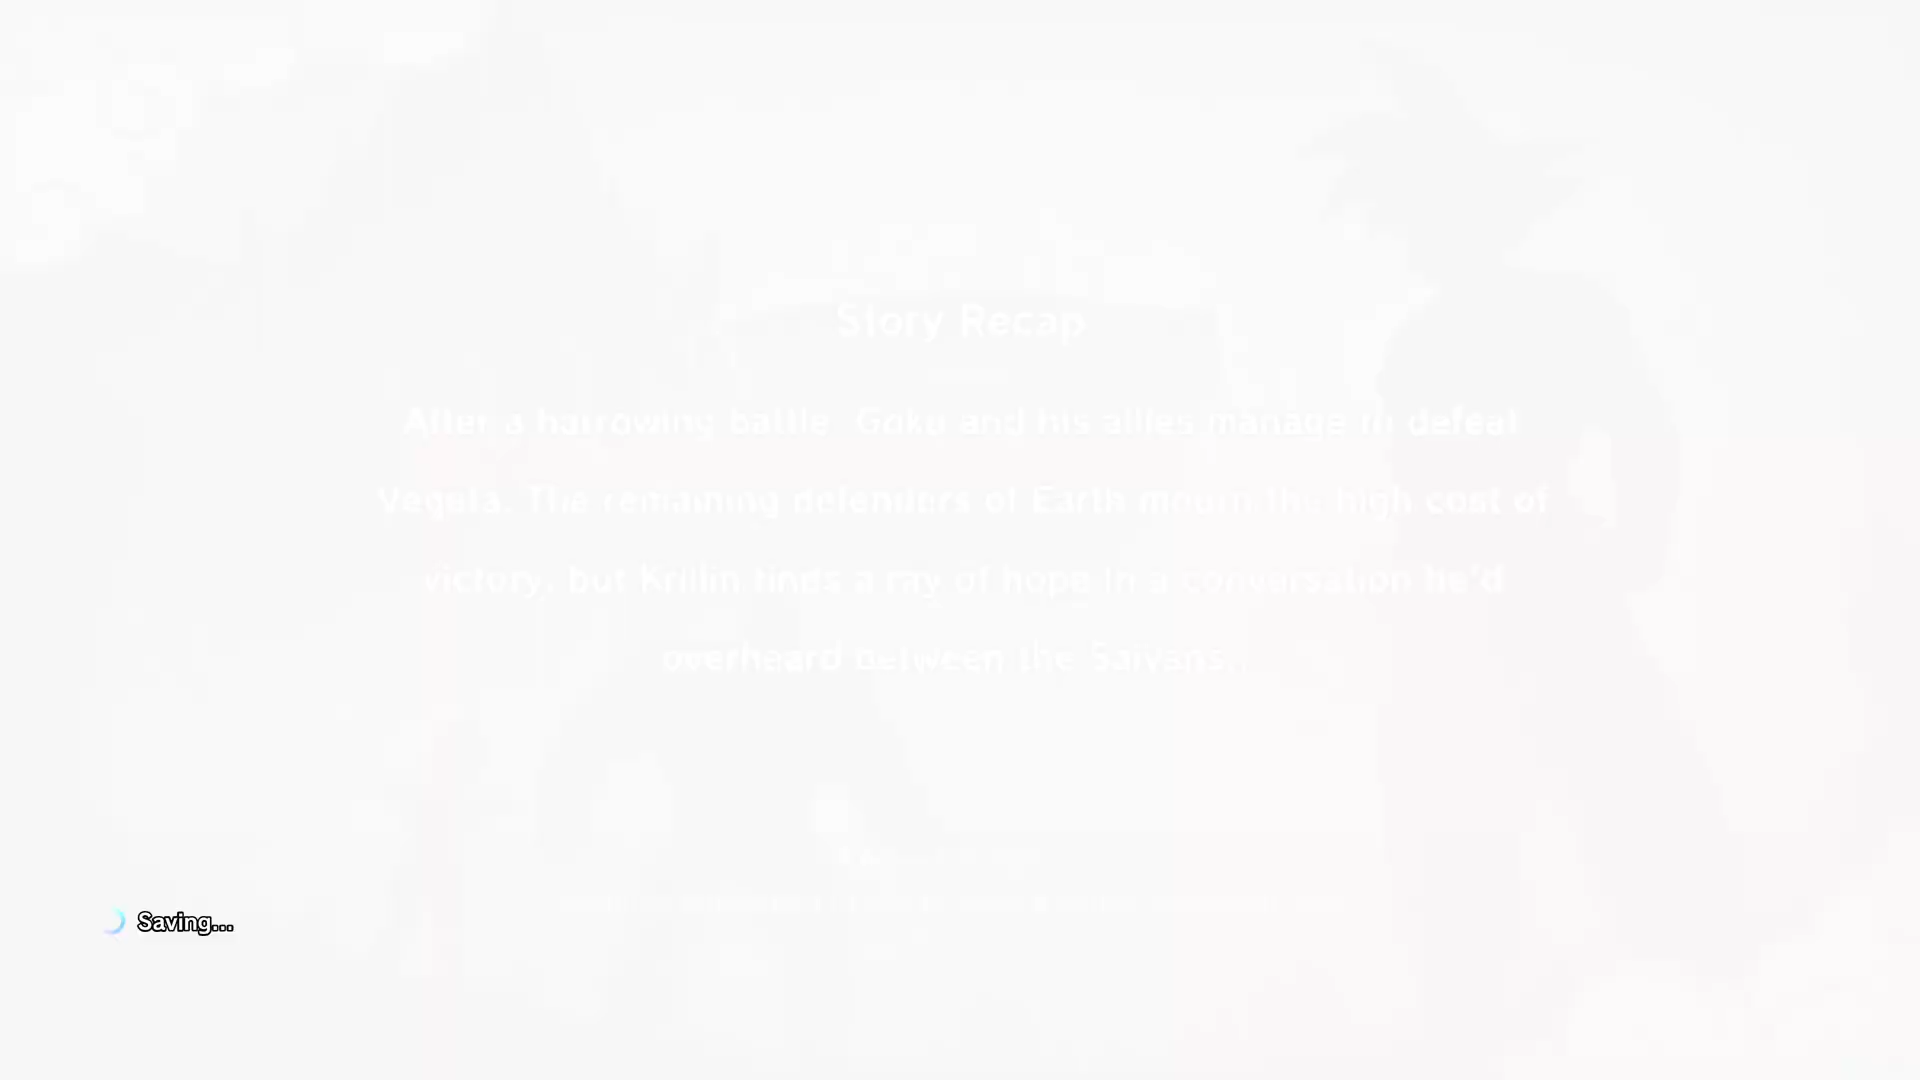 Story Recap
After a harrowing battle, Goku and his allies manage to defeat
Vegeta. The remaining defenders of Earth mourn the high cost of
victory, but Krillin finds a ray of hope in a conversation he'd
overheard between the Saiyans...
Saving...